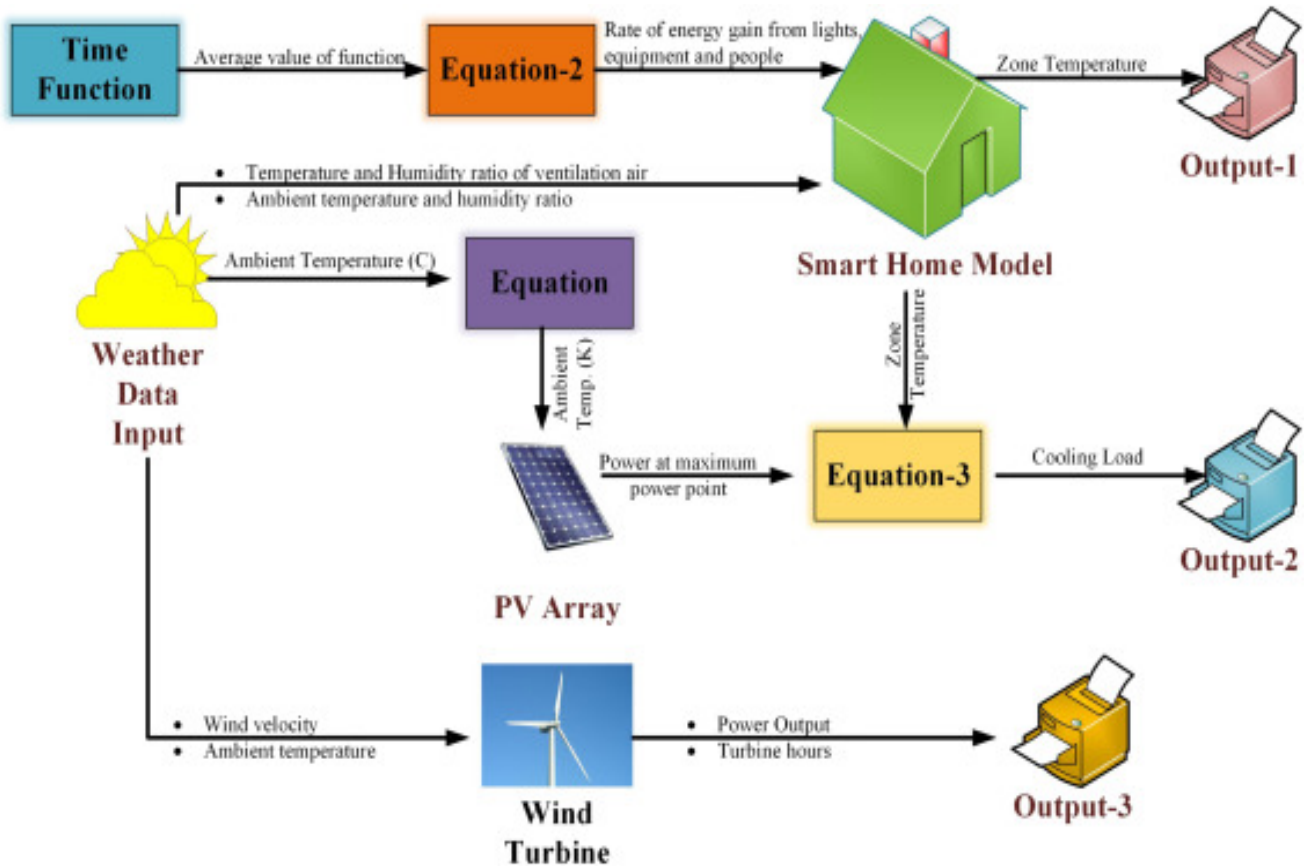 Time
Function
Average value of function
Equation-2
Rate of energy gain from lights,
equipment and people
Zone Temperature
Output-1
• Temperature and Humidity ratio of ventilation air
• Ambient temperature and humidity ratio
Smart Home Model
Ambient Temperature (C)
Equation
Weather
Data
Input
Ambient
Temp. (K)
Zone
Temperature
PV Array
Power at maximum
power point
Equation-3
Cooling Load
Output-2
• Wind velocity
• Ambient temperature
Wind
Turbine
• Power Output
• Turbine hours
Output-3